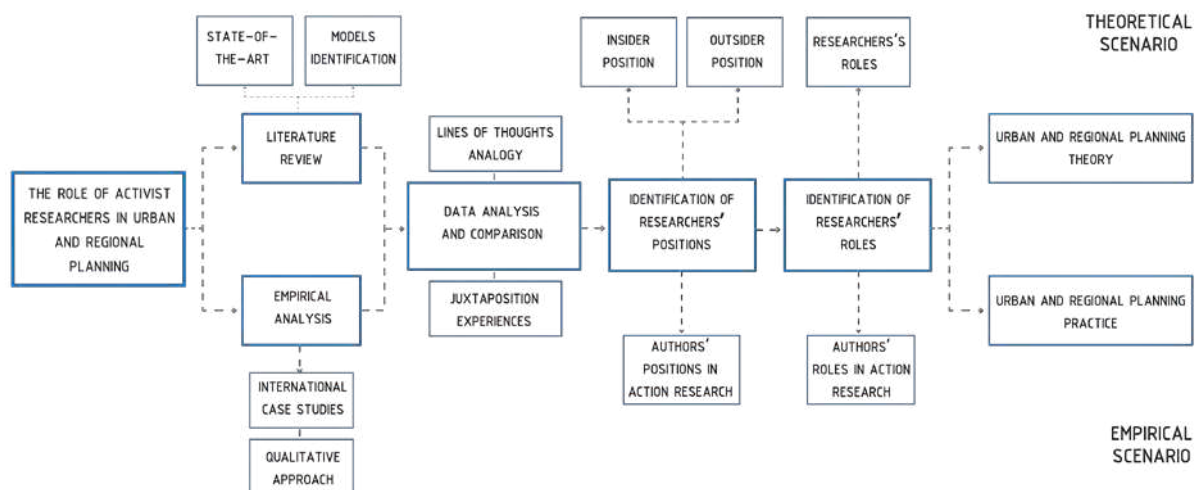 THEORETICAL
SCENARIO
STATE-OF-
THE-ART
MODELS
IDENTIFICATION
INSIDER
POSITION
OUTSIDER
POSITION
RESEARCHERS'S
ROLES
LITERATURE
REVIEW
LINES OF THOUGHTS
ANALOGY
URBAN AND REGIONAL PLANNING
THEORY
THE ROLE OF ACTIVIST
RESEARCHERS IN URBAN
AND REGIONAL
PLANNING
DATA ANALYSIS
AND COMPARISON
IDENTIFICATION OF
RESEARCHERS'
POSITIONS
IDENTIFICATION OF
RESEARCHERS'
ROLES
EMPIRICAL
ANALYSIS
JUXTAPOSITION
EXPERIENCES
URBAN AND REGIONAL PLANNING
PRACTICE
AUTHORS'
POSITIONS IN
ACTION RESEARCH
AUTHORS'
ROLES IN ACTION
RESEARCH
INTERNATIONAL
CASE STUDIES
QUALITATIVE
APPROACH
EMPIRICAL
SCENARIO